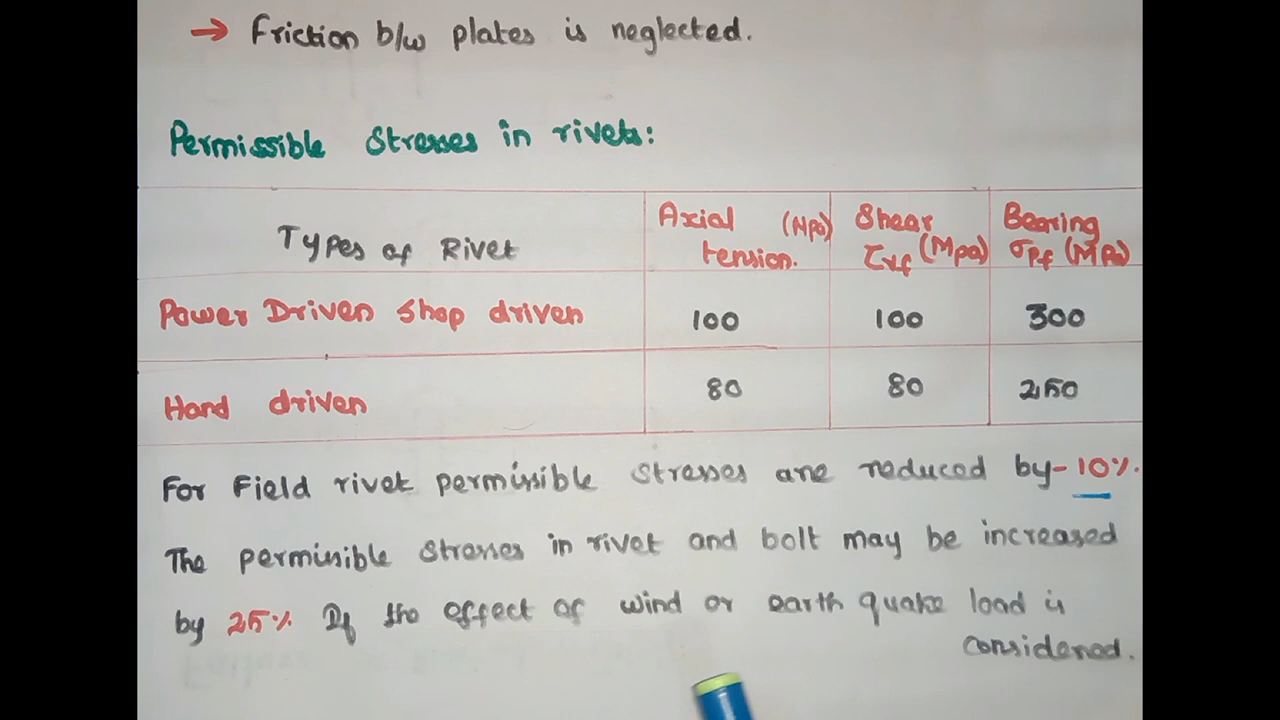 → Friction b/w plates is neglected.
Permissible Stresses in rivets:
Types of Rivet
Axial (Mpa) tension.
Shear τvf (Mpa)
Bearing σPf (MPa)
Power Driven Shop driven 100 100 300
Hand driven 80 80 250
For Field rivet permissible stresses are reduced by - 10%.
The permissible stresses in rivet and bolt may be increased
by 25% If the effect of wind or earth quake load is
considered.